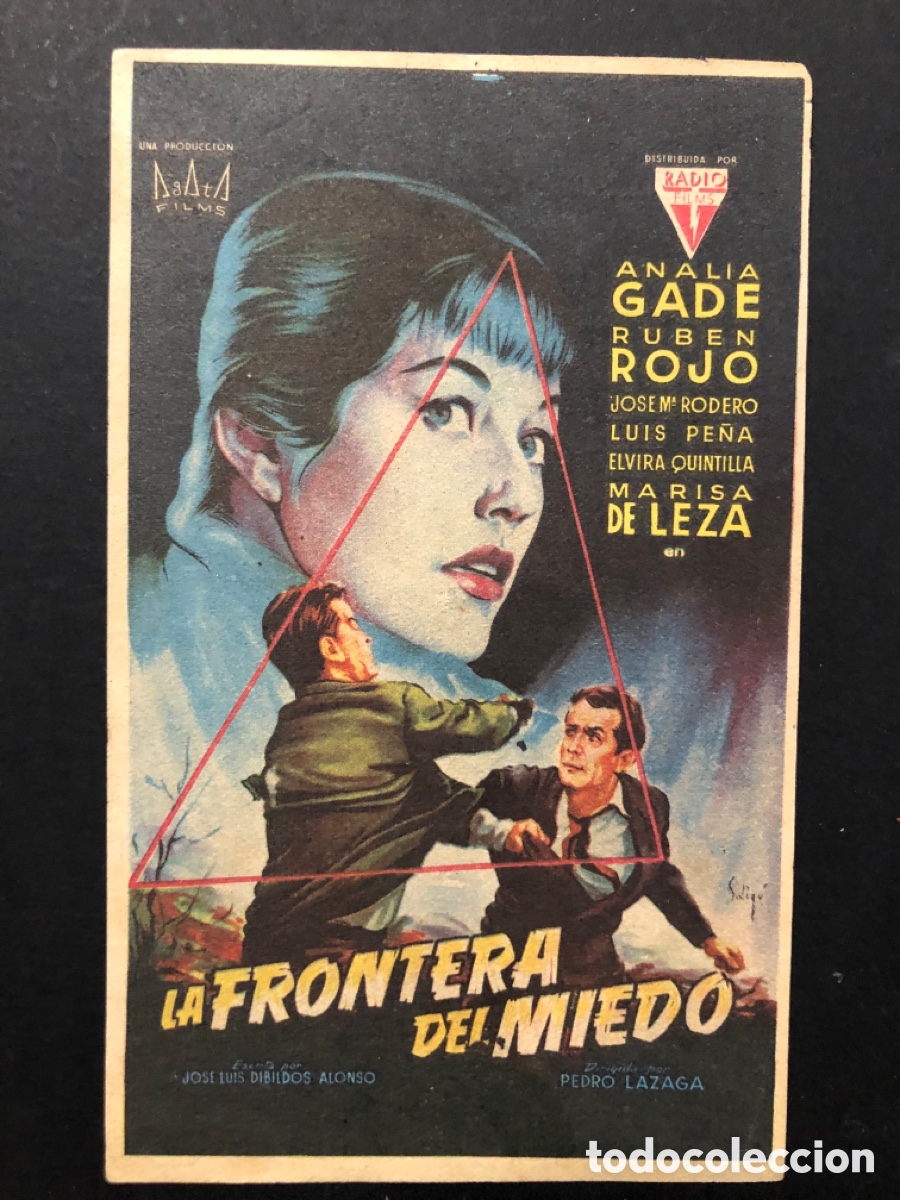 UNA PRODUCCION
AgAtA
FILMS
DISTRIBUIDA POR
RADIO
FILMS
ANALIA
GADE
RUBEN
ROJO
JOSE Mª RODERO
LUIS PEÑA
ELVIRA QUINTILLA
MARISA
DE LEZA
en
LA FRONTERA
DEL MIEDO
Escrita por
JOSE LUIS DIBILDOS ALONSO
Dirigida por
PEDRO LAZAGA
todocoleccion